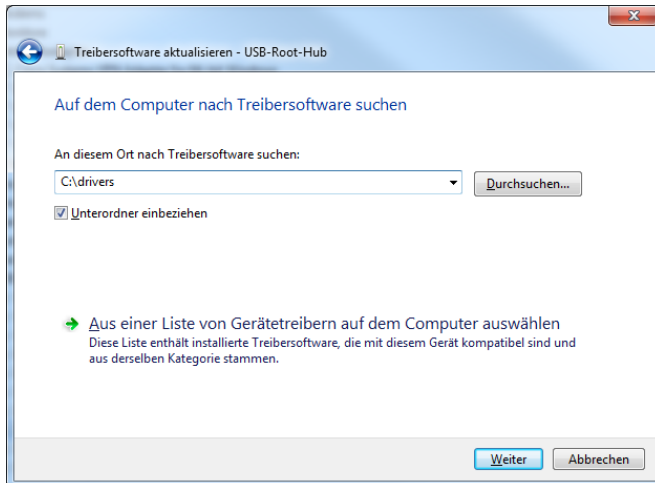 Treibersoftware aktualisieren - USB-Root-Hub
Auf dem Computer nach Treibersoftware suchen
An diesem Ort nach Treibersoftware suchen:
C:\drivers
Durchsuchen...
Unterordner einbeziehen
Aus einer Liste von Gerätetreibern auf dem Computer auswählen
Diese Liste enthält installierte Treibersoftware, die mit diesem Gerät kompatibel sind und
aus derselben Kategorie stammen.
Weiter
Abbrechen